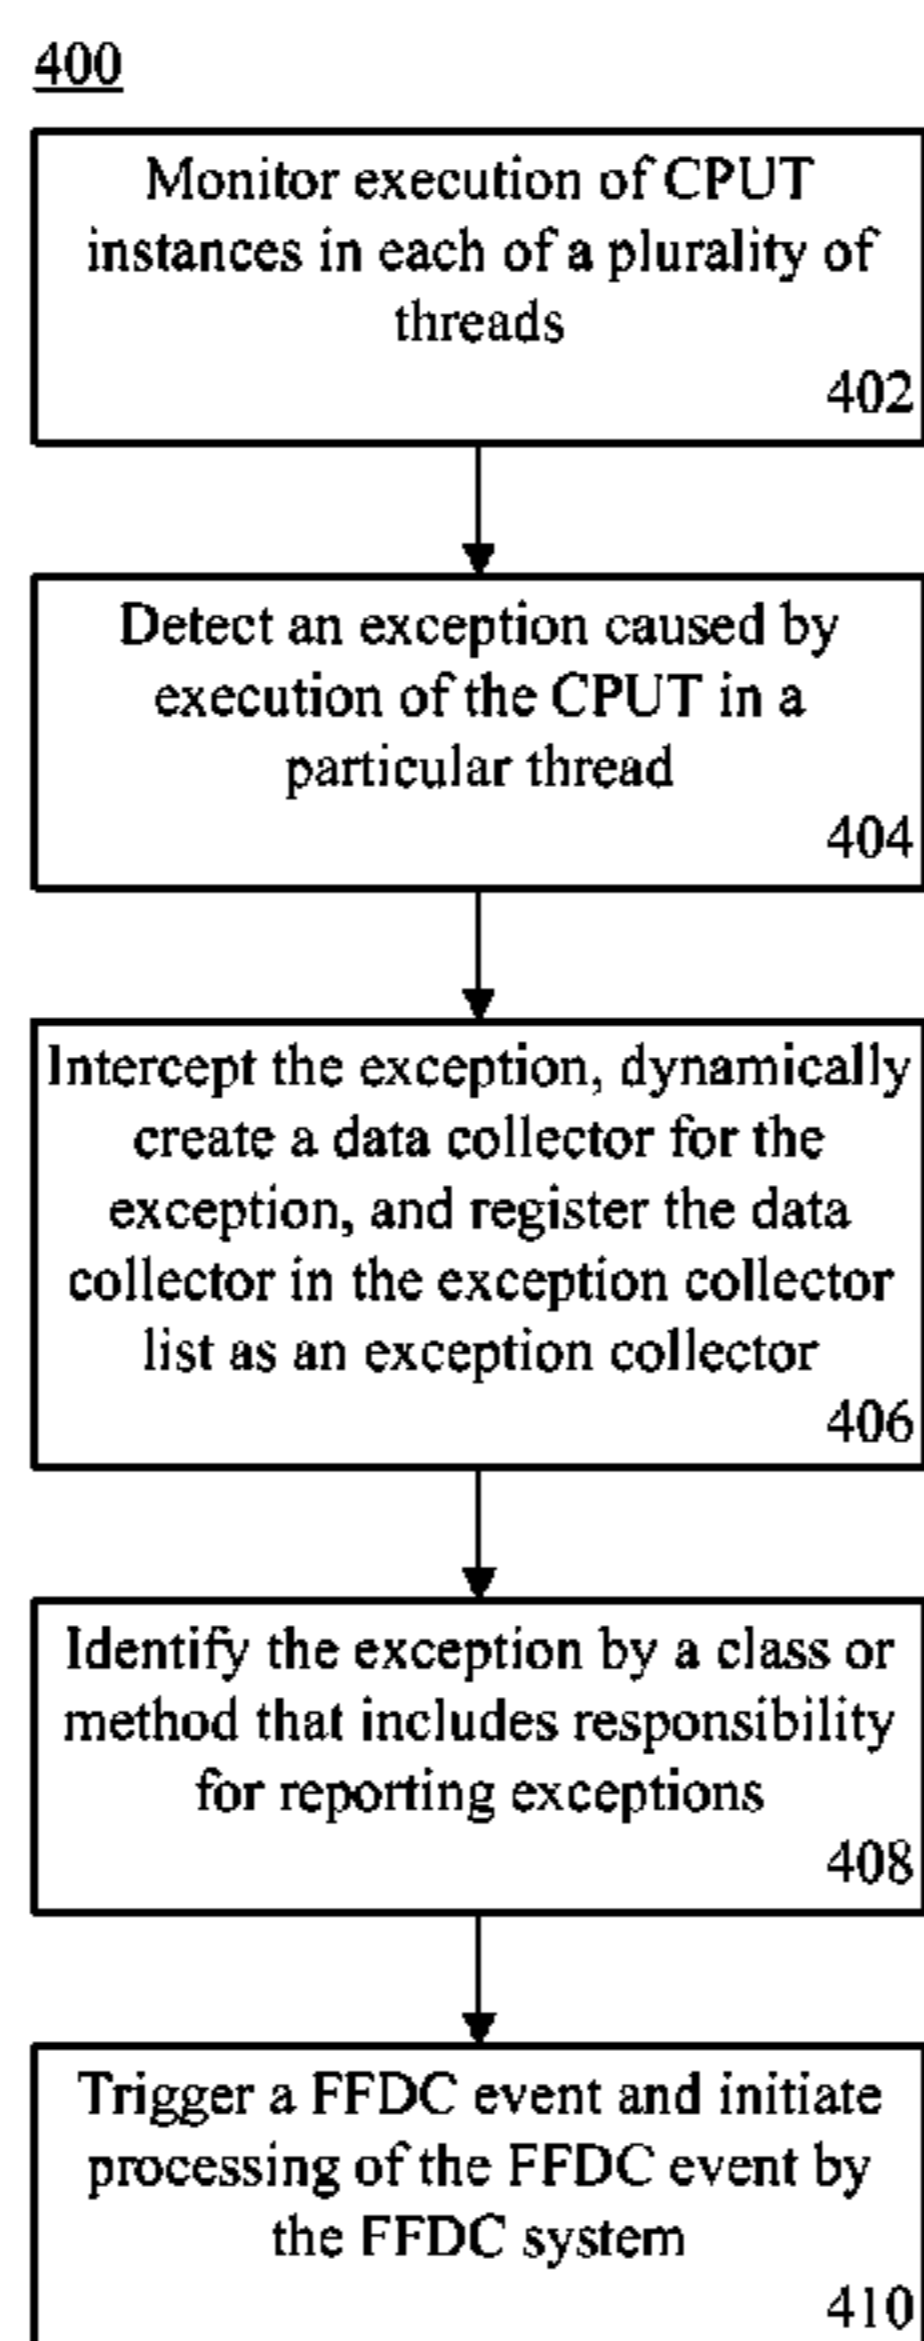 400
Monitor execution of CPUT
instances in each of a plurality of
threads
402
Detect an exception caused by
execution of the CPUT in a
particular thread
404
Intercept the exception, dynamically
create a data collector for the
exception, and register the data
collector in the exception collector
list as an exception collector
406
Identify the exception by a class or
method that includes responsibility
for reporting exceptions
408
Trigger a FFDC event and initiate
processing of the FFDC event by
the FFDC system
410